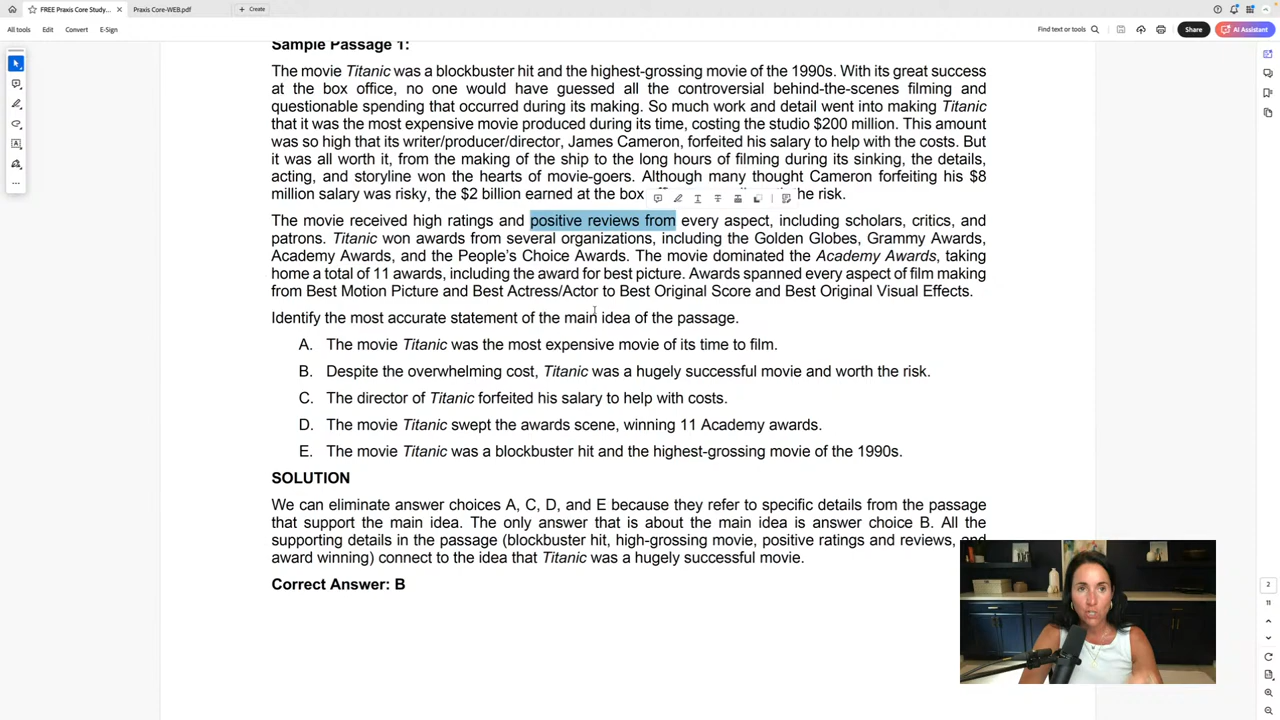 FREE Praxis Core Study...
Praxis Core-WEB.pdf
Create
All tools
Edit
Convert
E-Sign
Find text or tools
Share
AI Assistant
Sample Passage 1:
The movie Titanic was a blockbuster hit and the highest-grossing movie of the 1990s. With its great success
at the box office, no one would have guessed all the controversial behind-the-scenes filming and
questionable spending that occurred during its making. So much work and detail went into making Titanic
that it was the most expensive movie produced during its time, costing the studio $200 million. This amount
was so high that its writer/producer/director, James Cameron, forfeited his salary to help with the costs. But
it was all worth it, from the making of the ship to the long hours of filming during its sinking, the details,
acting, and storyline won the hearts of movie-goers. Although many thought Cameron forfeiting his $8
million salary was risky, the $2 billion earned at the box the risk.
The movie received high ratings and positive reviews from every aspect, including scholars, critics, and
patrons. Titanic won awards from several organizations, including the Golden Globes, Grammy Awards,
Academy Awards, and the People's Choice Awards. The movie dominated the Academy Awards, taking
home a total of 11 awards, including the award for best picture. Awards spanned every aspect of film making
from Best Motion Picture and Best Actress/Actor to Best Original Score and Best Original Visual Effects.
Identify the most accurate statement of the main idea of the passage.
A. The movie Titanic was the most expensive movie of its time to film.
B. Despite the overwhelming cost, Titanic was a hugely successful movie and worth the risk.
C. The director of Titanic forfeited his salary to help with costs.
D. The movie Titanic swept the awards scene, winning 11 Academy awards.
E. The movie Titanic was a blockbuster hit and the highest-grossing movie of the 1990s.
SOLUTION
We can eliminate answer choices A, C, D, and E because they refer to specific details from the passage
that support the main idea. The only answer that is about the main idea is answer choice B. All the
supporting details in the passage (blockbuster hit, high-grossing movie, positive ratings and reviews, and
award winning) connect to the idea that Titanic was a hugely successful movie.
Correct Answer: B
2
11